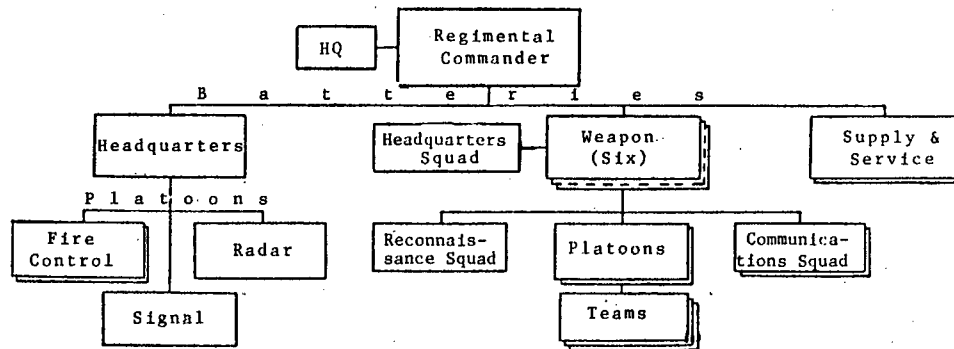 HQ
Regimental
Commander
B a t t e r i e s
Headquarters
Headquarters
Squad
Weapon
(Six)
Supply &
Service
P l a t o o n s
Fire
Control
Radar
Signal
Reconnais-
sance Squad
Platoons
Communica-
tions Squad
Teams